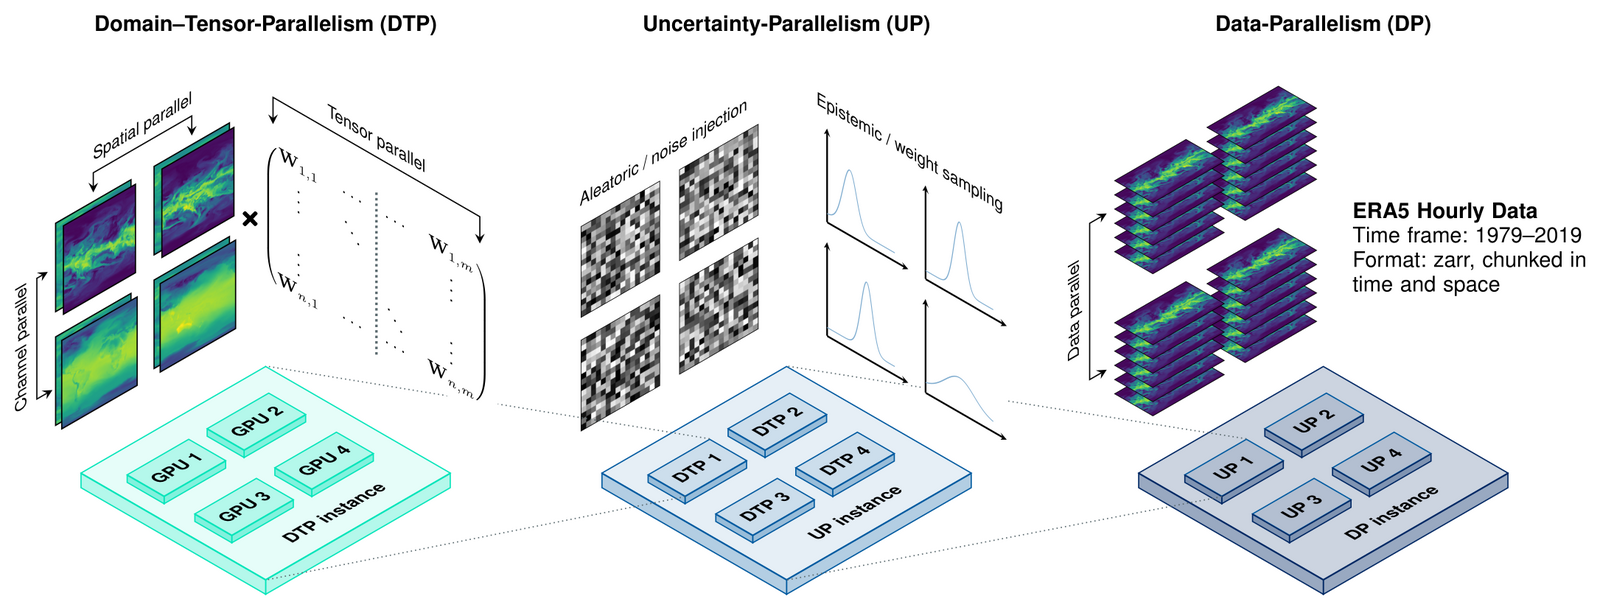 Domain–Tensor-Parallelism (DTP)
Spatial parallel
Channel parallel
Tensor parallel
W1,1
W1,m
Wn,1
Wn,m
GPU 1
GPU 2
GPU 3
GPU 4
DTP instance
Uncertainty-Parallelism (UP)
Aleatoric / noise injection
Epistemic / weight sampling
DTP 1
DTP 2
DTP 3
DTP 4
UP instance
Data-Parallelism (DP)
Data parallel
ERA5 Hourly Data
Time frame: 1979–2019
Format: zarr, chunked in
time and space
UP 1
UP 2
UP 3
UP 4
DP instance